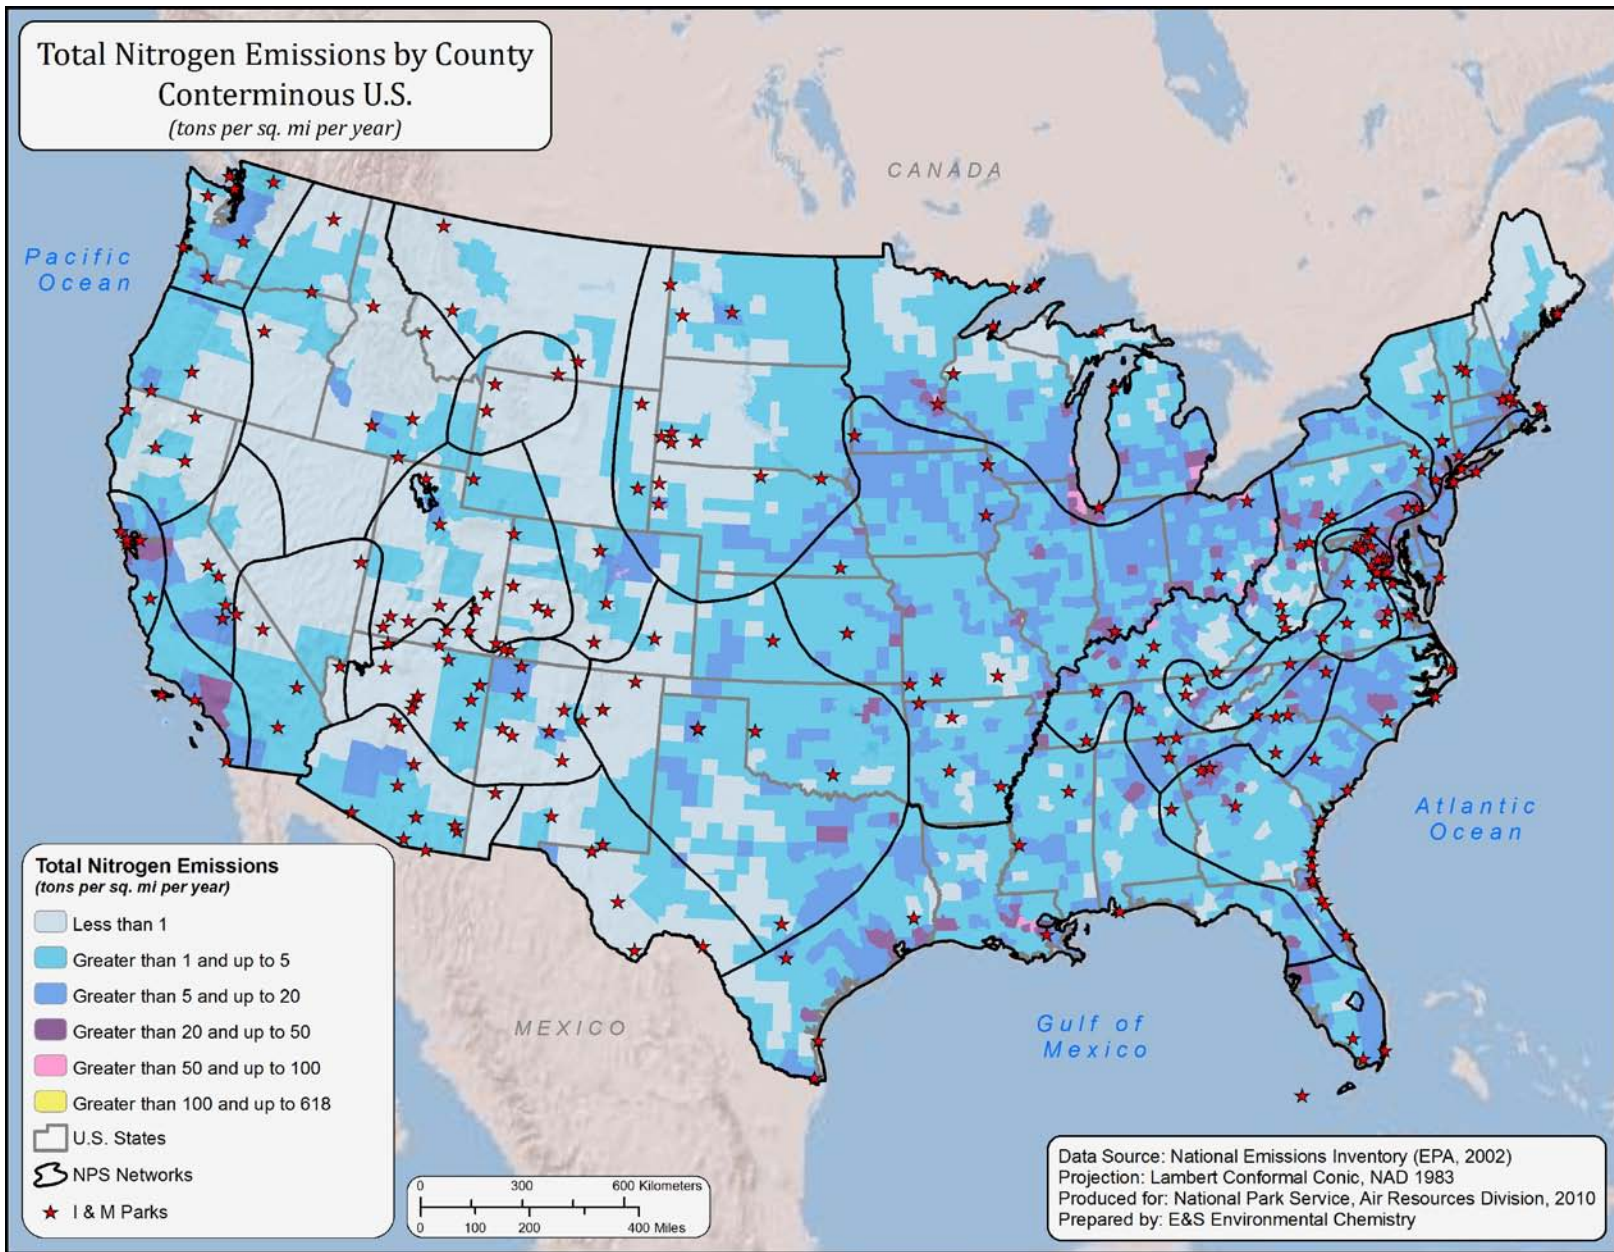 Total Nitrogen Emissions by County
Conterminous U.S.
(tons per sq. mi per year)
CANADA
Pacific
Ocean
Atlantic
Ocean
Gulf of
Mexico
MEXICO
Total Nitrogen Emissions
(tons per sq. mi per year)
Less than 1
Greater than 1 and up to 5
Greater than 5 and up to 20
Greater than 20 and up to 50
Greater than 50 and up to 100
Greater than 100 and up to 618
U.S. States
NPS Networks
I & M Parks
0 300 600 Kilometers
0 100 200 400 Miles
Data Source: National Emissions Inventory (EPA, 2002)
Projection: Lambert Conformal Conic, NAD 1983
Produced for: National Park Service, Air Resources Division, 2010
Prepared by: E&S Environmental Chemistry